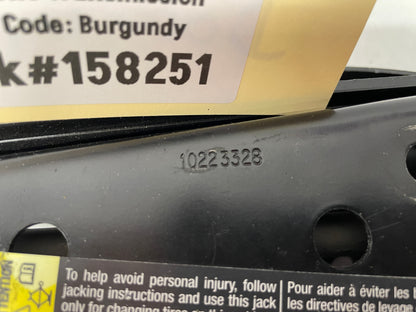 Code: Burgundy
k#158251
10223328
ATTENTION
To help avoid personal injury, follow
jacking instructions and use this jack
only for changing tires
Pour aider à éviter les
les directives de levage